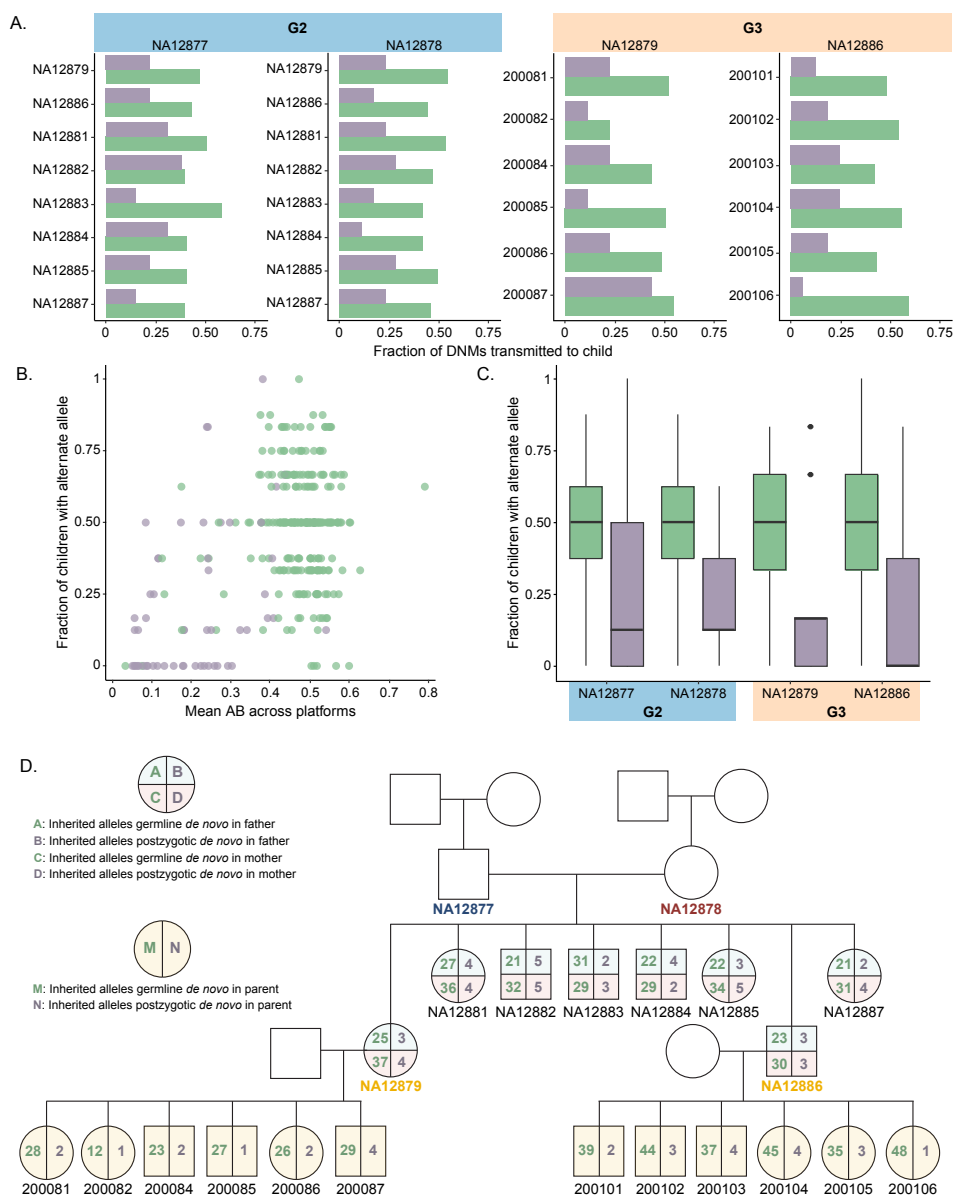 A.
G2
NA12877 NA12878
G3
NA12879 NA12886
NA12879
NA12886
NA12881
NA12882
NA12883
NA12884
NA12885
NA12887
0 0.25 0.50 0.75
NA12879
NA12886
NA12881
NA12882
NA12883
NA12884
NA12885
NA12887
0 0.25 0.50 0.75
200081
200082
200084
200085
200086
200087
0 0.25 0.50 0.75
200101
200102
200103
200104
200105
200106
0 0.25 0.50 0.75
Fraction of DNMs transmitted to child
B.
Fraction of children with alternate allele
1
0.75
0.50
0.25
0
0 0.1 0.2 0.3 0.4 0.5 0.6 0.7 0.8
Mean AB across platforms
C.
Fraction of children with alternate allele
1
0.75
0.50
0.25
0
NA12877 NA12878 NA12879 NA12886
G2 G3
D.
A B
C D
A: Inherited alleles germline de novo in father
B: Inherited alleles postzygotic de novo in father
C: Inherited alleles germline de novo in mother
D: Inherited alleles postzygotic de novo in mother
M N
M: Inherited alleles germline de novo in parent
N: Inherited alleles postzygotic de novo in parent
NA12877 NA12878
27 4 21 5 31 2 22 4 22 3 21 2
36 4 32 5 29 3 29 2 34 5 31 4
NA12881 NA12882 NA12883 NA12884 NA12885 NA12887
25 3 23 3
37 4 30 3
NA12879 NA12886
28 2 12 1 23 2 27 1 26 2 29 4 39 2 44 3 37 4 45 4 35 3 48 1
200081 200082 200084 200085 200086 200087 200101 200102 200103 200104 200105 200106